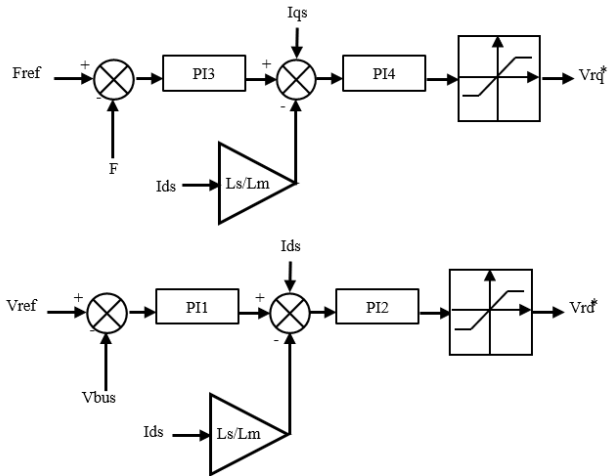 Iqs
Fref
+
-
PI3
+
-
PI4
Vrq*
F
Ids
Ls/Lm
Ids
Vref
+
-
PI1
+
-
PI2
Vrd*
Vbus
Ids
Ls/Lm